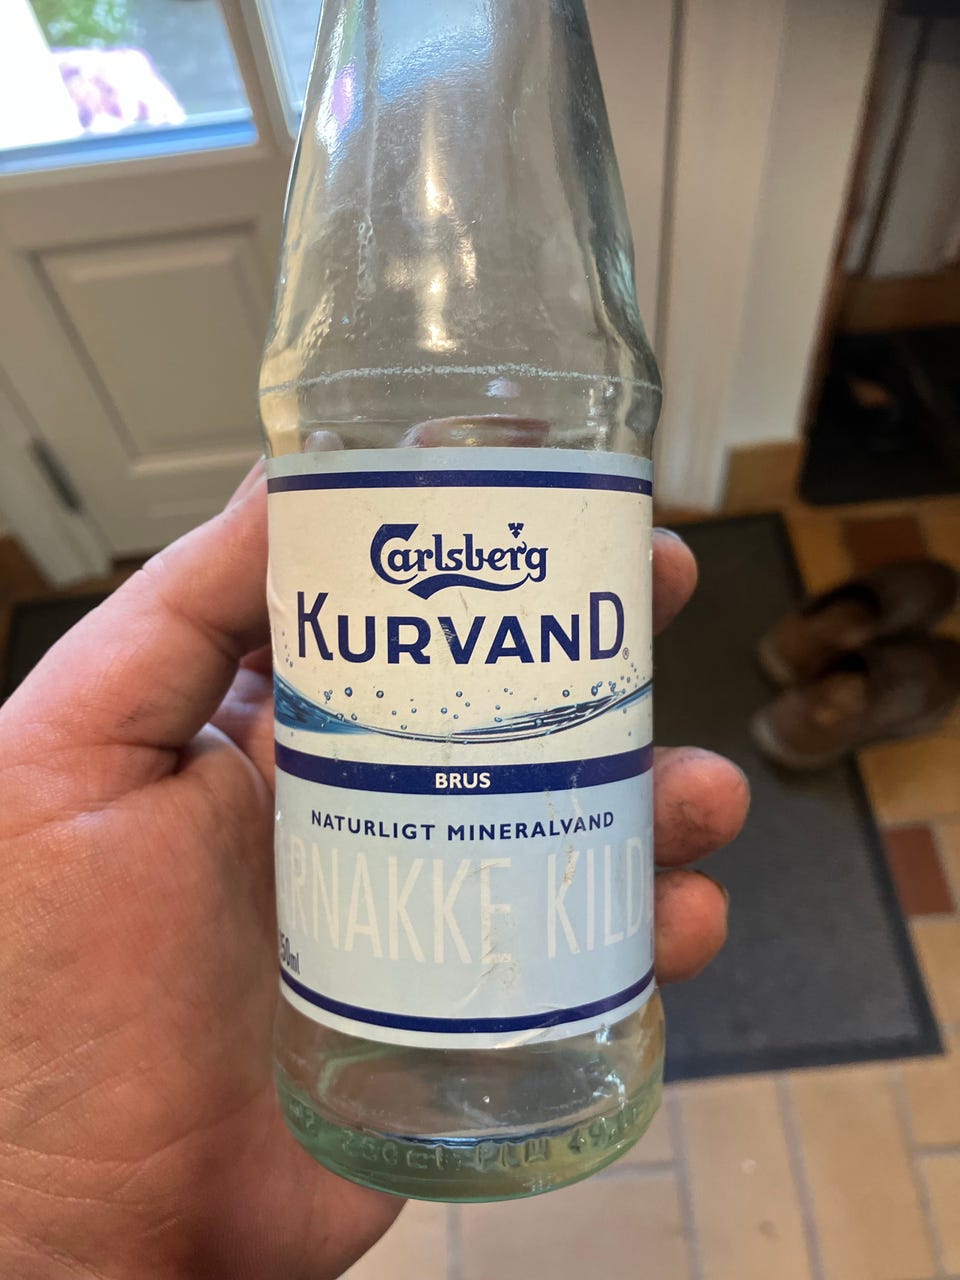 Carlsberg
KURVAND®
BRUS
NATURLIGT MINERALVAND
RNAKKE KILD
50ml